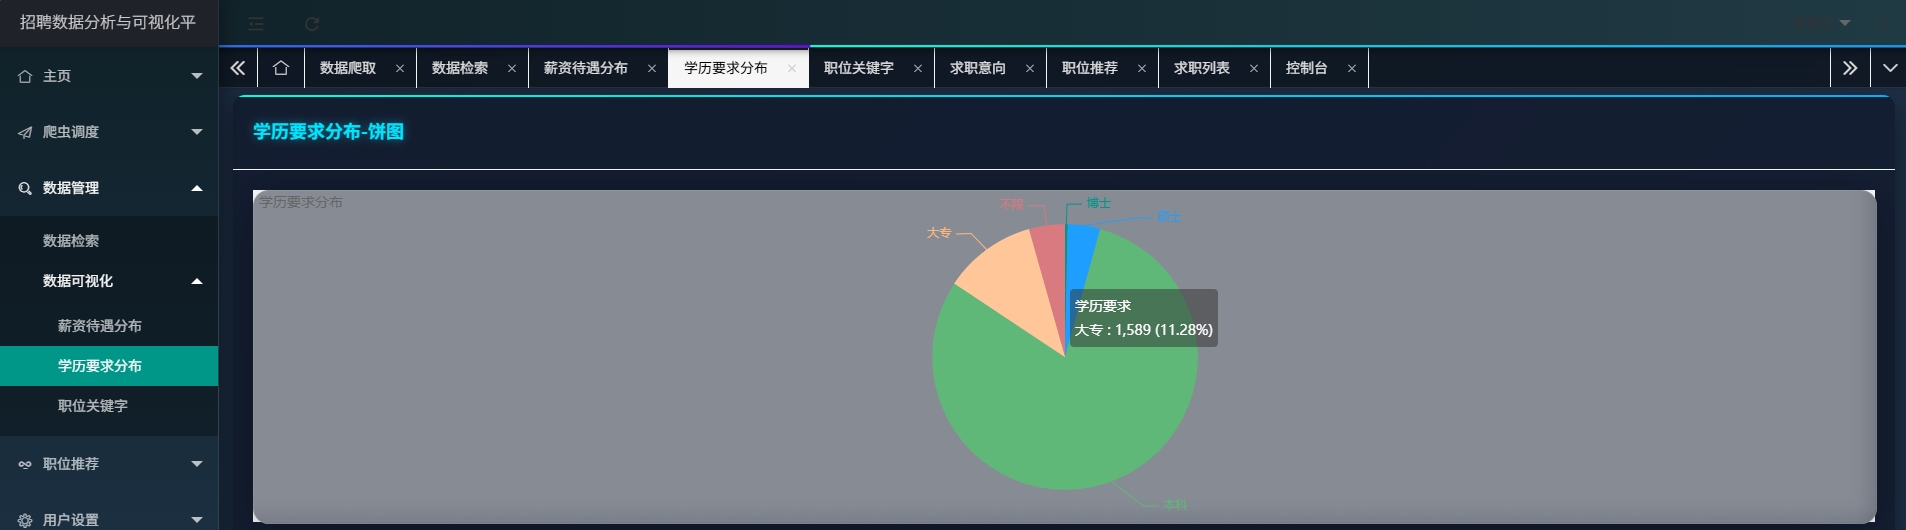 招聘数据分析与可视化平
主页
爬虫调度
数据管理
数据检索
数据可视化
薪资待遇分布
学历要求分布
职位关键字
职位推荐
用户设置
数据爬取 数据检索 薪资待遇分布 学历要求分布 职位关键字 求职意向 职位推荐 求职列表 控制台
学历要求分布-饼图
学历要求分布
不限
博士
硕士
大专
学历要求
大专 : 1,589 (11.28%)
本科